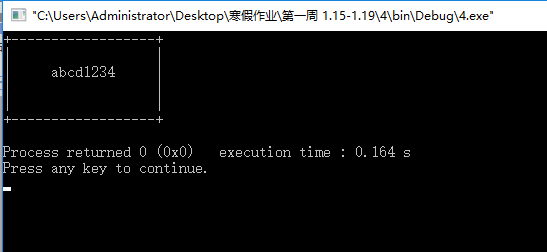 "C:\Users\Administrator\Desktop\寒假作业\第一周 1.15-1.19\4\bin\Debug\4.exe"
+------------------+
|                  |
|     abcd1234     |
|                  |
|                  |
+------------------+
Process returned 0 (0x0)   execution time : 0.164 s
Press any key to continue.